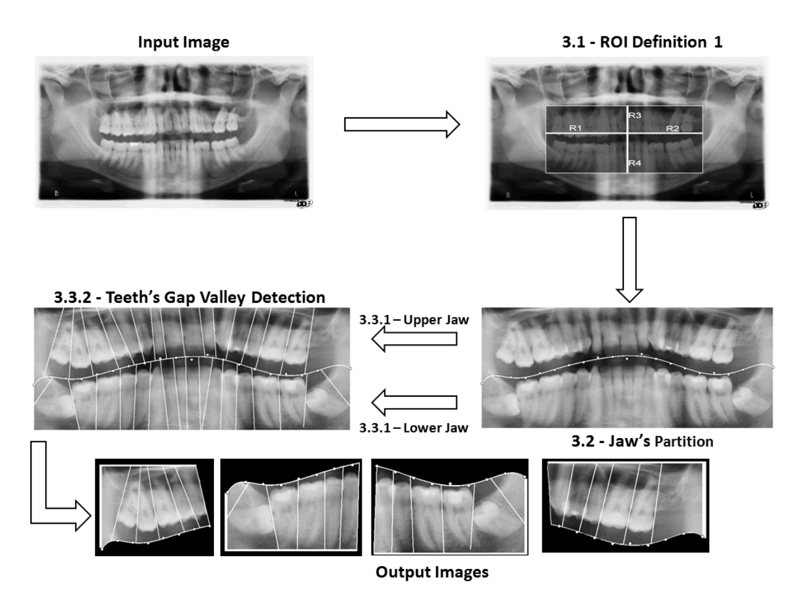 Input Image
3.1 - ROI Definition 1
R3
R1
R2
R4
L
3.3.2 - Teeth's Gap Valley Detection
3.3.1 – Upper Jaw
3.3.1 – Lower Jaw
3.2 - Jaw's Partition
Output Images